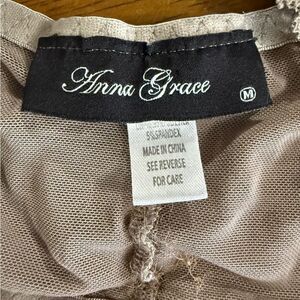 Anna Grace
M
5%SPANDEX
MADE IN CHINA
SEE REVERSE
FOR CARE